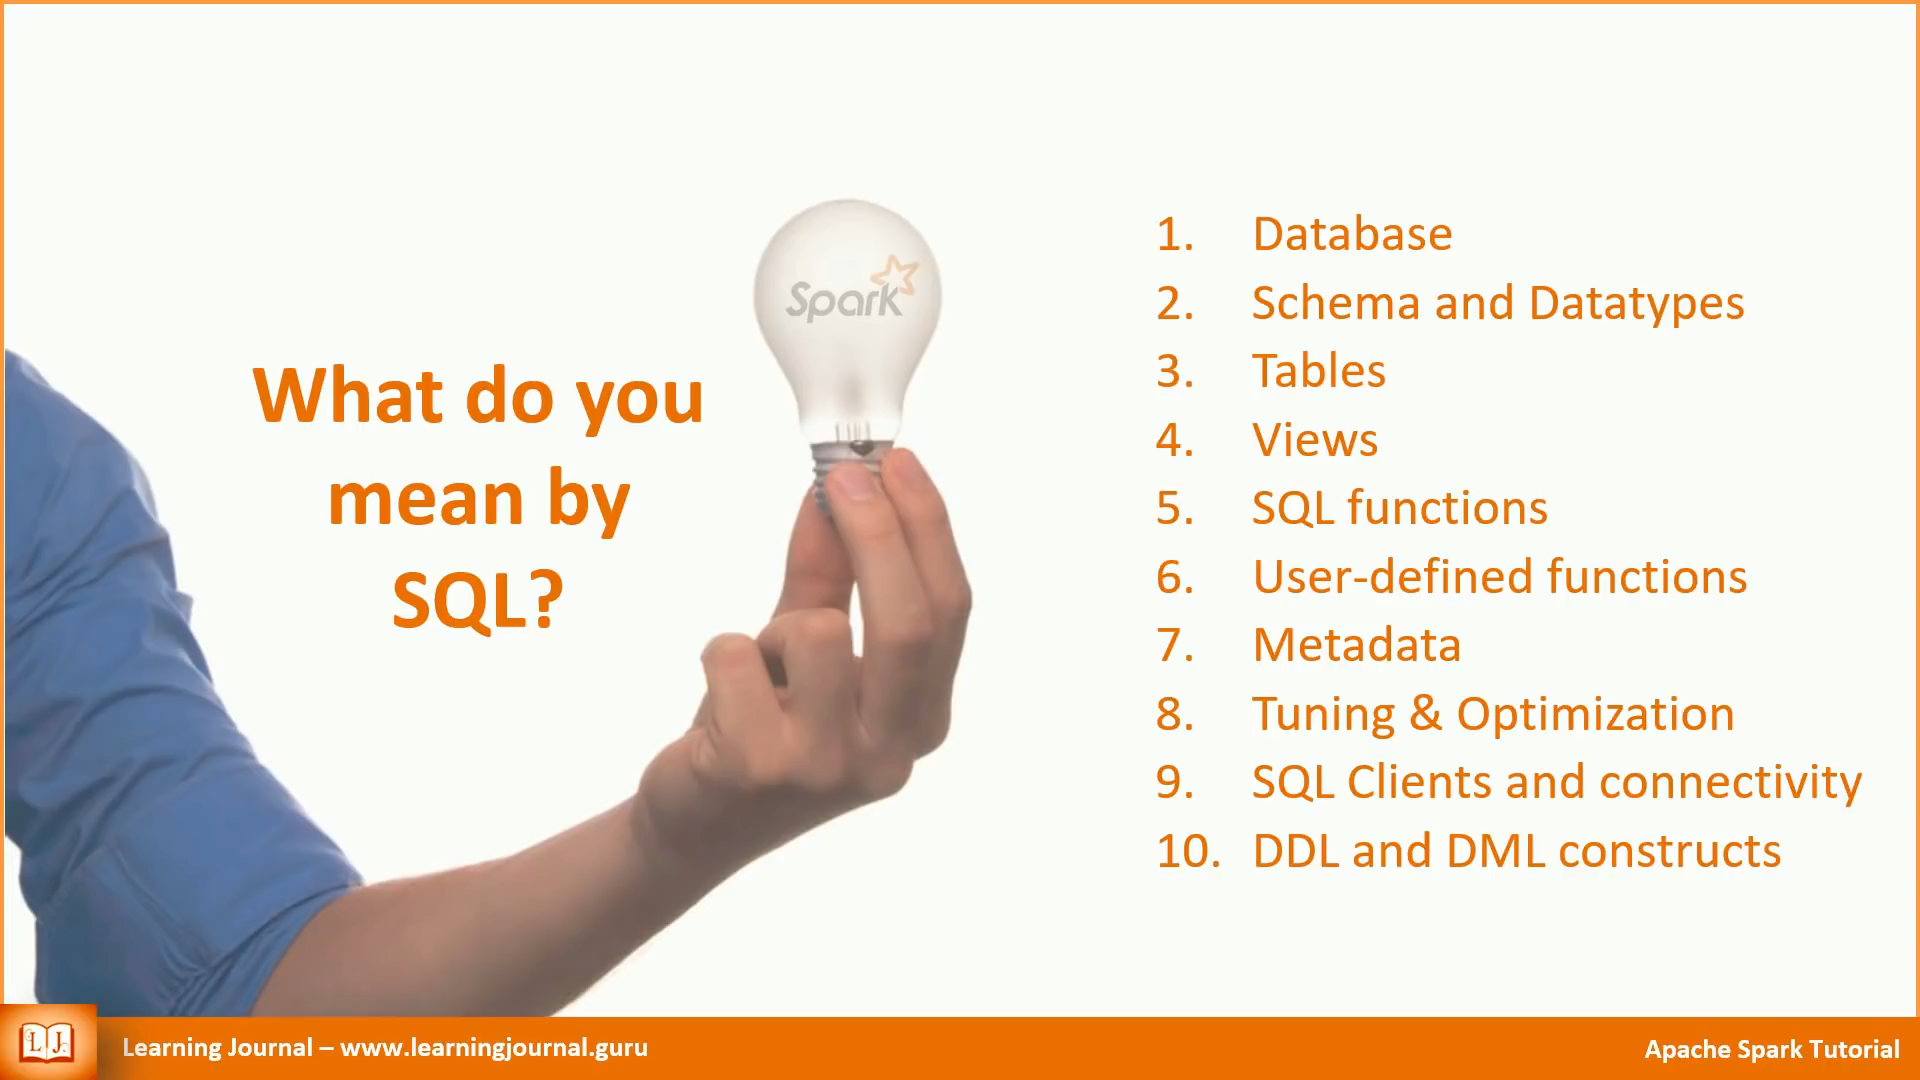 What do you
mean by
SQL?
Spark
1. Database
2. Schema and Datatypes
3. Tables
4. Views
5. SQL functions
6. User-defined functions
7. Metadata
8. Tuning & Optimization
9. SQL Clients and connectivity
10. DDL and DML constructs
L J
Learning Journal – www.learningjournal.guru
Apache Spark Tutorial